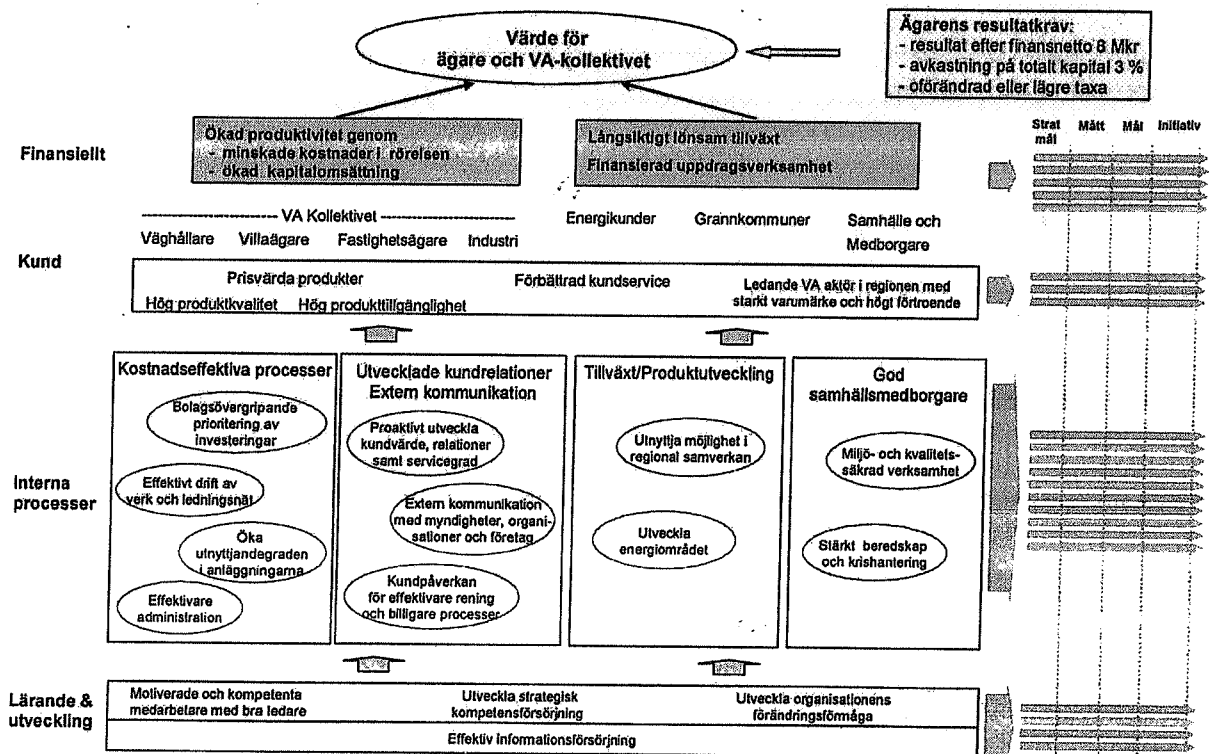 Värde för
ägare och VA-kollektivet
Ägarens resultatkrav:
- resultat efter finansnetto 8 Mkr
- avkastning på totalt kapital 3 %
- oförändrad eller lägre taxa
Finansiellt
Ökad produktivitet genom
- minskade kostnader i rörelsen
- ökad kapitalomsättning
Långsiktigt lönsam tillväxt
Finansierad uppdragsverksamhet
Strat mål
Mått
Mål
Initiativ
Kund
VA Kollektivet
Väghållare
Villaägare
Fastighetsägare
Industri
Energikunder
Grannkommuner
Samhälle och
Medborgare
Prisvärda produkter
Förbättrad kundservice
Hög produktkvalitet
Hög produkttillgänglighet
Ledande VA aktör i regionen med
starkt varumärke och högt förtroende
Interna
processer
Kostnadseffektiva processer
Bolagsövergripande
prioritering av
investeringar
Effektivt drift av
verk och ledningsnät
Öka
utnyttjandegraden
i anläggningarna
Effektivare
administration
Utvecklade kundrelationer
Extern kommunikation
Proaktivt utveckla
kundvärde, relationer
samt servicegrad
Extern kommunikation
med myndigheter, organi-
sationer och företag
Kundpåverkan
för effektivare rening
och billigare processer
Tillväxt/Produktutveckling
Utnyttja möjlighet i
regional samverkan
Utveckla
energiområdet
God
samhällsmedborgare
Miljö- och kvalitets-
säkrad verksamhet
Stärkt beredskap
och krishantering
Lärande &
utveckling
Motiverade och kompetenta
medarbetare med bra ledare
Utveckla strategisk
kompetensförsörjning
Utveckla organisationens
förändringsförmåga
Effektiv informationsförsörjning